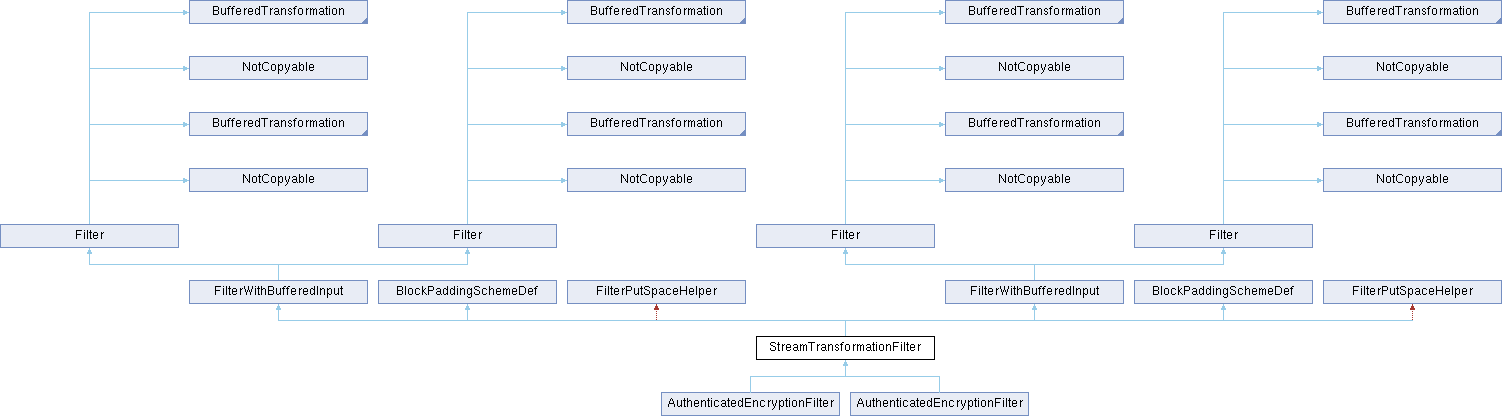 BufferedTransformation
BufferedTransformation
BufferedTransformation
BufferedTransformation
NotCopyable
NotCopyable
NotCopyable
NotCopyable
BufferedTransformation
BufferedTransformation
BufferedTransformation
BufferedTransformation
NotCopyable
NotCopyable
NotCopyable
NotCopyable
Filter
Filter
Filter
Filter
FilterWithBufferedInput
BlockPaddingSchemeDef
FilterPutSpaceHelper
FilterWithBufferedInput
BlockPaddingSchemeDef
FilterPutSpaceHelper
StreamTransformationFilter
AuthenticatedEncryptionFilter
AuthenticatedEncryptionFilter